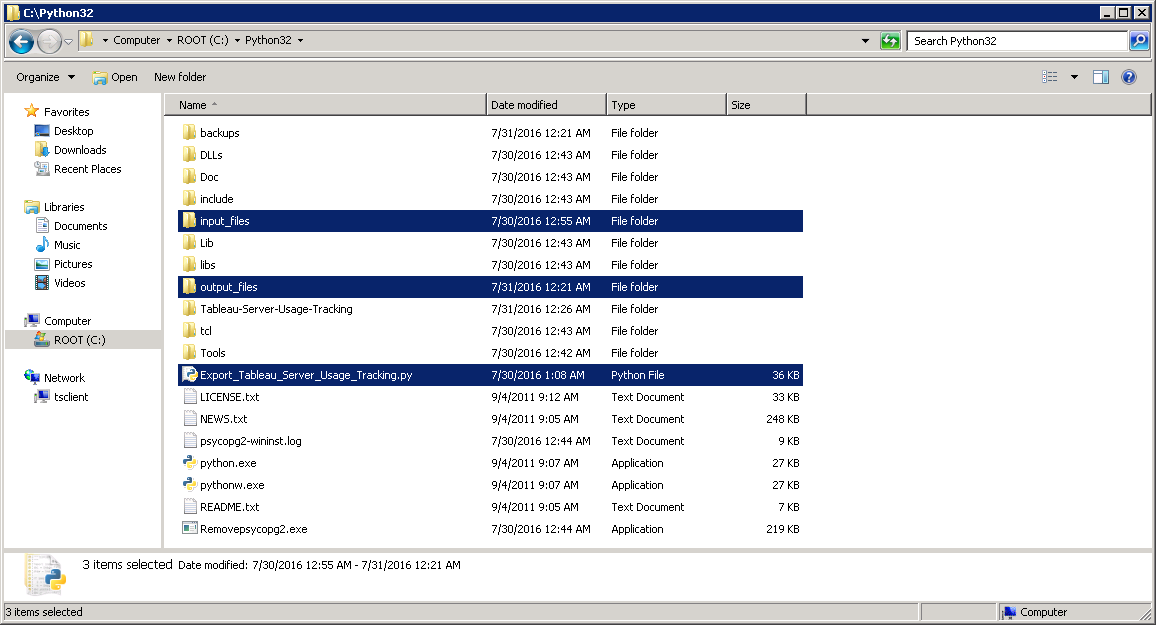 C:\Python32
Computer ROOT (C:) Python32 Search Python32
Organize Open New folder
Name Date modified Type Size
Favorites
Desktop
Downloads
Recent Places
Libraries
Documents
Music
Pictures
Videos
Computer
ROOT (C:)
Network
tsclient
backups 7/31/2016 12:21 AM File folder
DLLs 7/30/2016 12:43 AM File folder
Doc 7/30/2016 12:43 AM File folder
include 7/30/2016 12:43 AM File folder
input_files 7/30/2016 12:55 AM File folder
Lib 7/30/2016 12:43 AM File folder
libs 7/30/2016 12:43 AM File folder
output_files 7/31/2016 12:21 AM File folder
Tableau-Server-Usage-Tracking 7/31/2016 12:26 AM File folder
tcl 7/30/2016 12:43 AM File folder
Tools 7/30/2016 12:42 AM File folder
Export_Tableau_Server_Usage_Tracking.py 7/30/2016 1:08 AM Python File 36 KB
LICENSE.txt 9/4/2011 9:12 AM Text Document 33 KB
NEWS.txt 9/4/2011 9:05 AM Text Document 248 KB
psycopg2-wininst.log 7/30/2016 12:44 AM Text Document 9 KB
python.exe 9/4/2011 9:07 AM Application 27 KB
pythonw.exe 9/4/2011 9:07 AM Application 27 KB
README.txt 9/4/2011 9:05 AM Text Document 7 KB
Removepsycopg2.exe 7/30/2016 12:44 AM Application 219 KB
3 items selected Date modified: 7/30/2016 12:55 AM - 7/31/2016 12:21 AM
3 items selected Computer